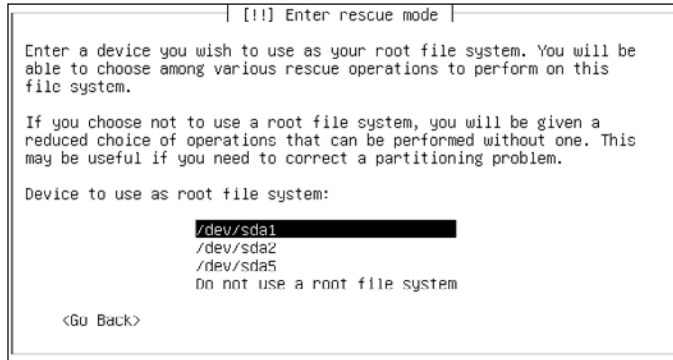 [!!] Enter rescue mode
Enter a device you wish to use as your root file system. You will be
able to choose among various rescue operations to perform on this
file system.
If you choose not to use a root file system, you will be given a
reduced choice of operations that can be performed without one. This
may be useful if you need to correct a partitioning problem.
Device to use as root file system:
/dev/sda1
/dev/sda2
/dev/sda5
Do not use a root file system
<Go Back>